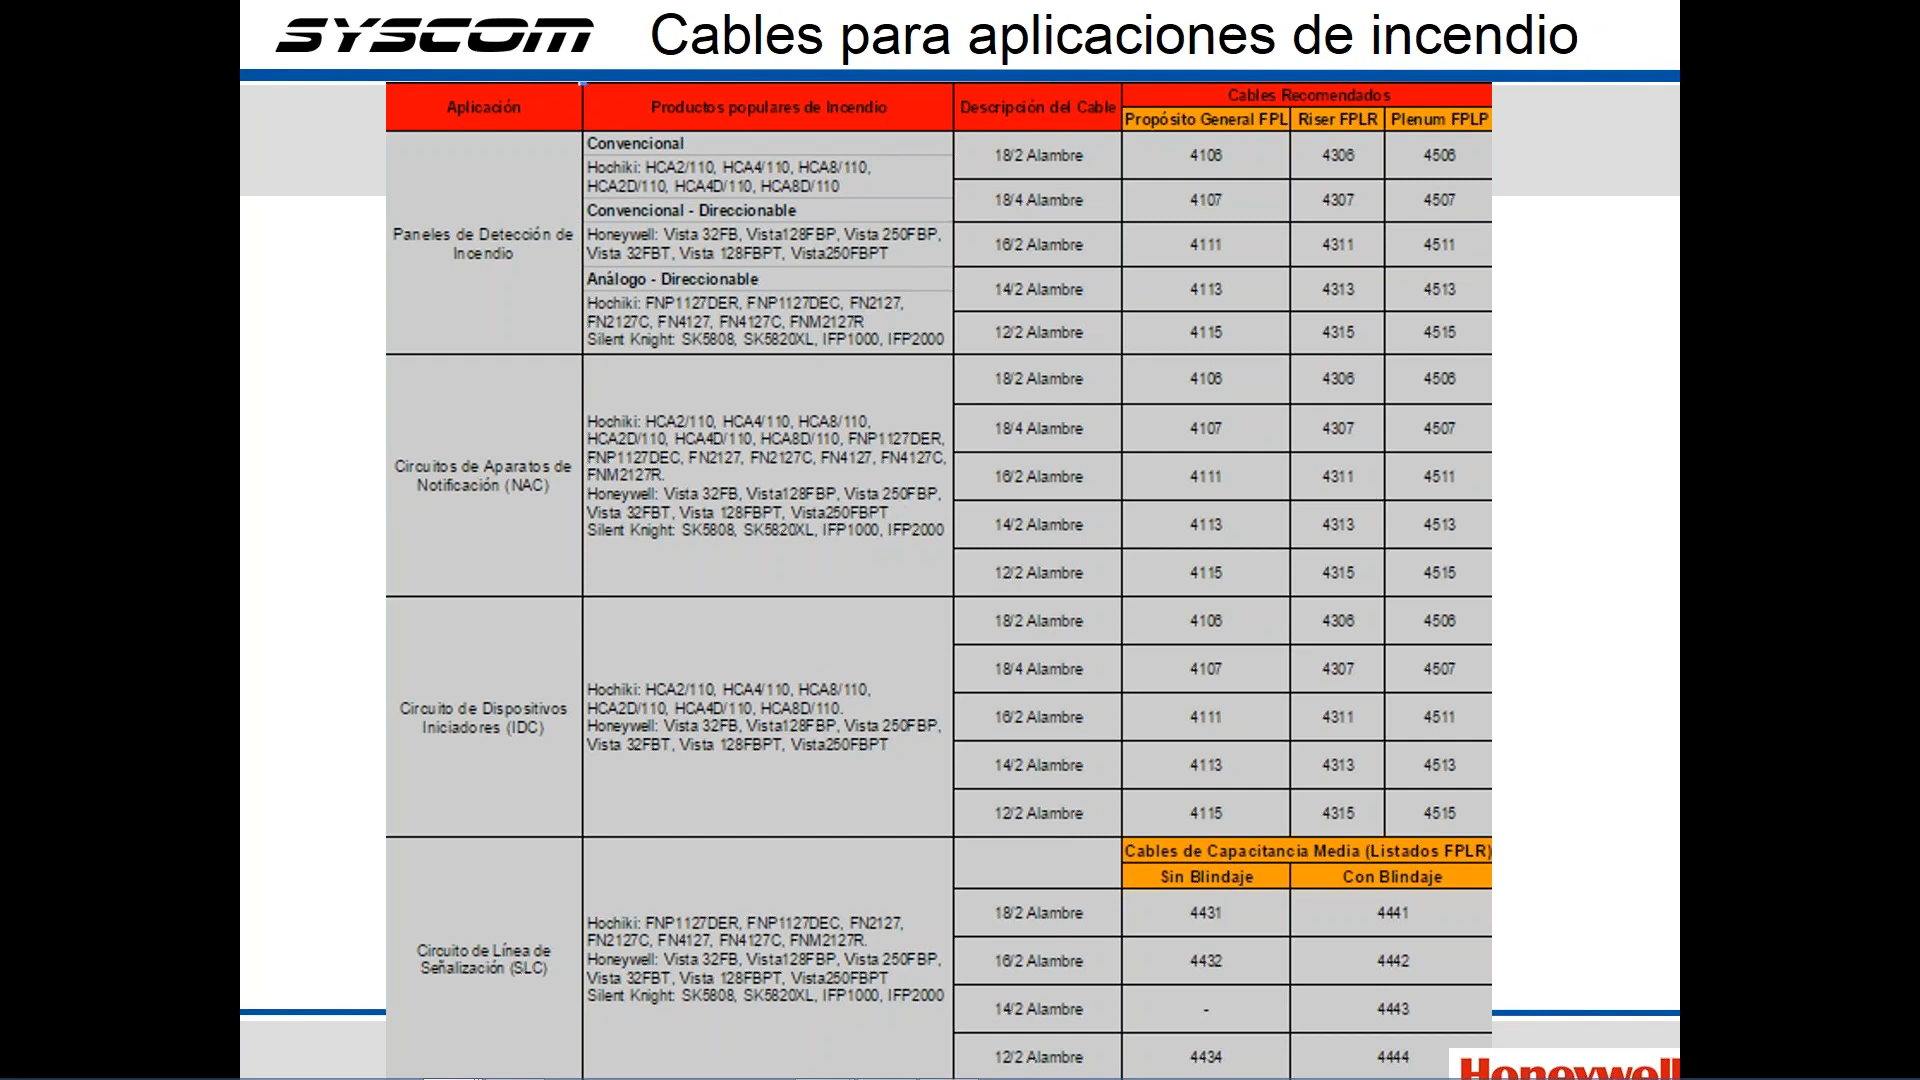 SYSCOM
Cables para aplicaciones de incendio
Aplicación
Productos populares de Incendio
Descripción del Cable
Cables Recomendados
Propósito General FPL
Riser FPLR
Plenum FPLP
Paneles de Detección de
Incendio
Convencional
Hochiki: HCA2/110, HCA4/110, HCA8/110,
HCA2D/110, HCA4D/110, HCA8D/110
Convencional - Direccionable
Honeywell: Vista 32FB, Vista128FBP, Vista 250FBP,
Vista 32FBT, Vista 128FBPT, Vista250FBPT
Análogo - Direccionable
Hochiki: FNP1127DER, FNP1127DEC, FN2127,
FN2127C, FN4127, FN4127C, FNM2127R
Silent Knight: SK5808, SK5820XL, IFP1000, IFP2000
18/2 Alambre 4106 4306 4506
18/4 Alambre 4107 4307 4507
16/2 Alambre 4111 4311 4511
14/2 Alambre 4113 4313 4513
12/2 Alambre 4115 4315 4515
Circuitos de Aparatos de
Notificación (NAC)
Hochiki: HCA2/110, HCA4/110, HCA8/110,
HCA2D/110, HCA4D/110, HCA8D/110, FNP1127DER,
FNP1127DEC, FN2127, FN2127C, FN4127, FN4127C,
FNM2127R.
Honeywell: Vista 32FB, Vista128FBP, Vista 250FBP,
Vista 32FBT, Vista 128FBPT, Vista250FBPT
Silent Knight: SK5808, SK5820XL, IFP1000, IFP2000
18/2 Alambre 4106 4306 4506
18/4 Alambre 4107 4307 4507
16/2 Alambre 4111 4311 4511
14/2 Alambre 4113 4313 4513
12/2 Alambre 4115 4315 4515
Circuito de Dispositivos
Iniciadores (IDC)
Hochiki: HCA2/110, HCA4/110, HCA8/110,
HCA2D/110, HCA4D/110, HCA8D/110.
Honeywell: Vista 32FB, Vista128FBP, Vista 250FBP,
Vista 32FBT, Vista 128FBPT, Vista250FBPT
18/2 Alambre 4106 4306 4506
18/4 Alambre 4107 4307 4507
16/2 Alambre 4111 4311 4511
14/2 Alambre 4113 4313 4513
12/2 Alambre 4115 4315 4515
Circuito de Línea de
Señalización (SLC)
Hochiki: FNP1127DER, FNP1127DEC, FN2127,
FN2127C, FN4127, FN4127C, FNM2127R.
Honeywell: Vista 32FB, Vista128FBP, Vista 250FBP,
Vista 32FBT, Vista 128FBPT, Vista250FBPT
Silent Knight: SK5808, SK5820XL, IFP1000, IFP2000
Cables de Capacitancia Media (Listados FPLR)
Sin Blindaje
Con Blindaje
18/2 Alambre 4431 4441
16/2 Alambre 4432 4442
14/2 Alambre - 4443
12/2 Alambre 4434 4444
Honeywell